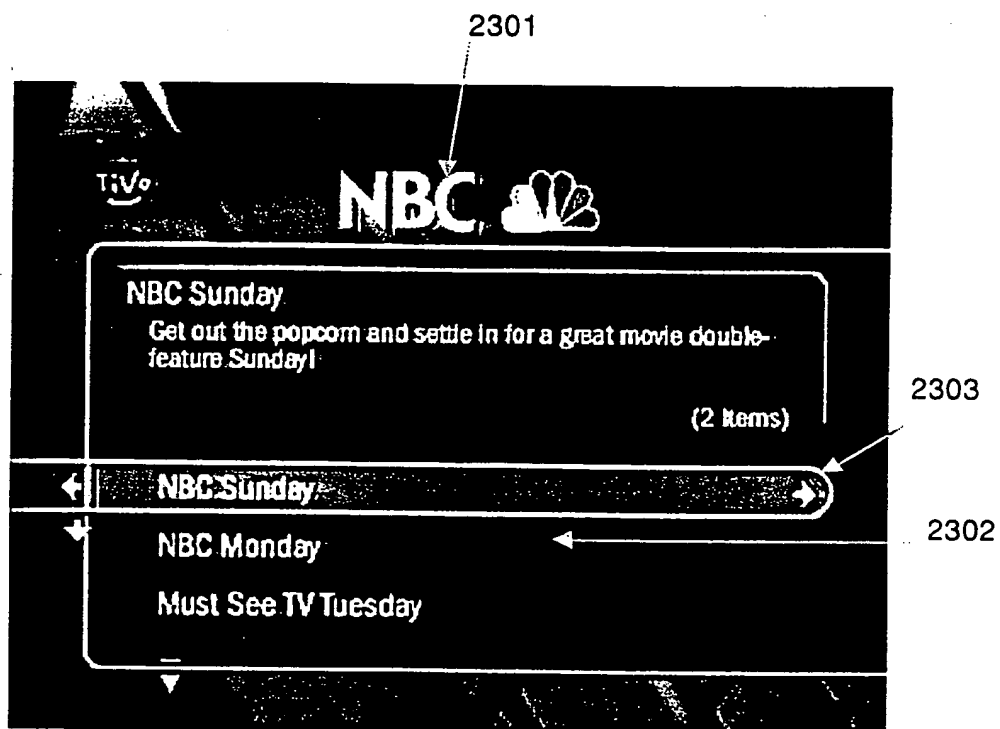 2301
TiVo
NBC
NBC Sunday
Get out the popcorn and settle in for a great movie double-
feature Sunday!
(2 items)
2303
NBC Sunday
2302
NBC Monday
Must See TV Tuesday